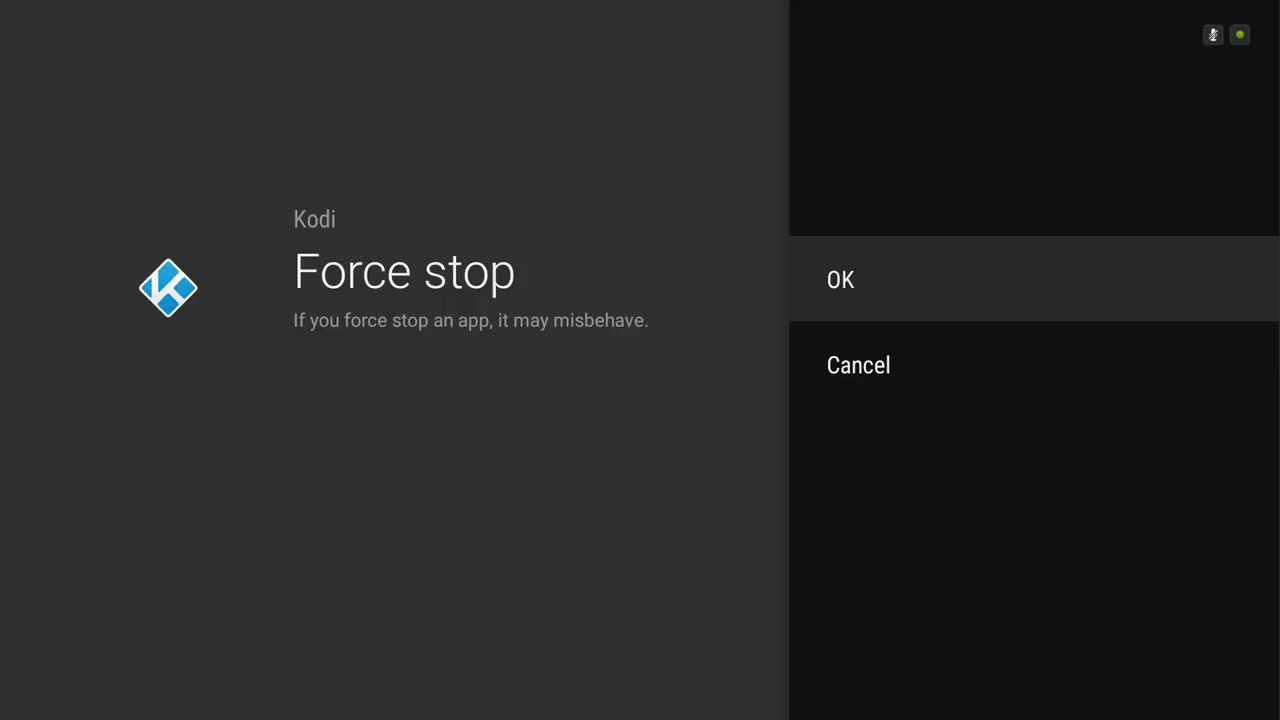 Kodi
Force stop
If you force stop an app, it may misbehave.
OK
Cancel